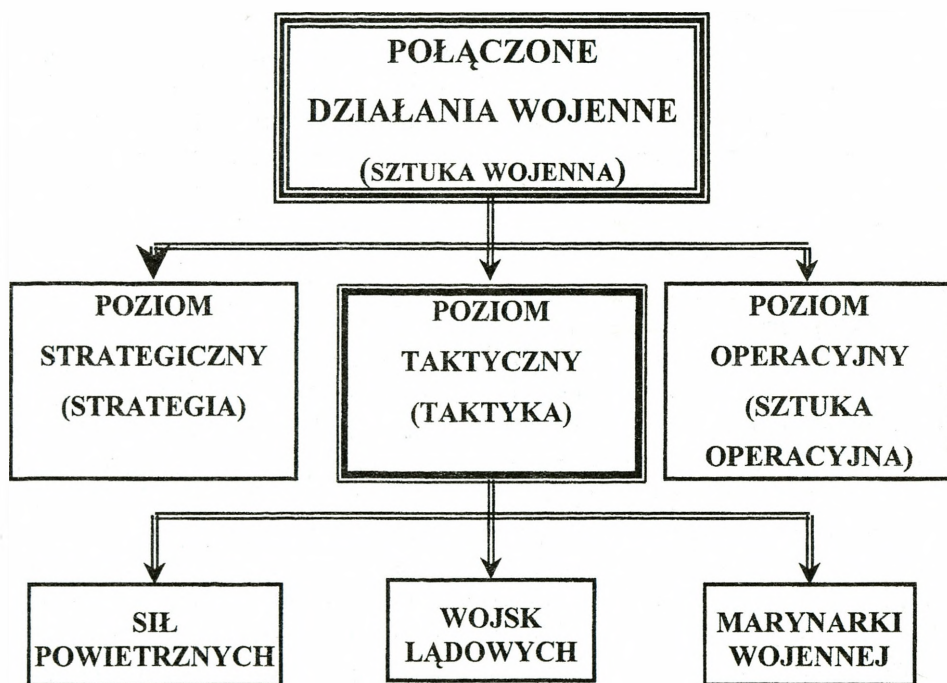 POŁĄCZONE
DZIAŁANIA WOJENNE
(SZTUKA WOJENNA)
POZIOM
STRATEGICZNY
(STRATEGIA)
POZIOM
TAKTYCZNY
(TAKTYKA)
POZIOM
OPERACYJNY
(SZTUKA
OPERACYJNA)
SIŁ
POWIETRZNYCH
WOJSK
LĄDOWYCH
MARYNARKI
WOJENNEJ